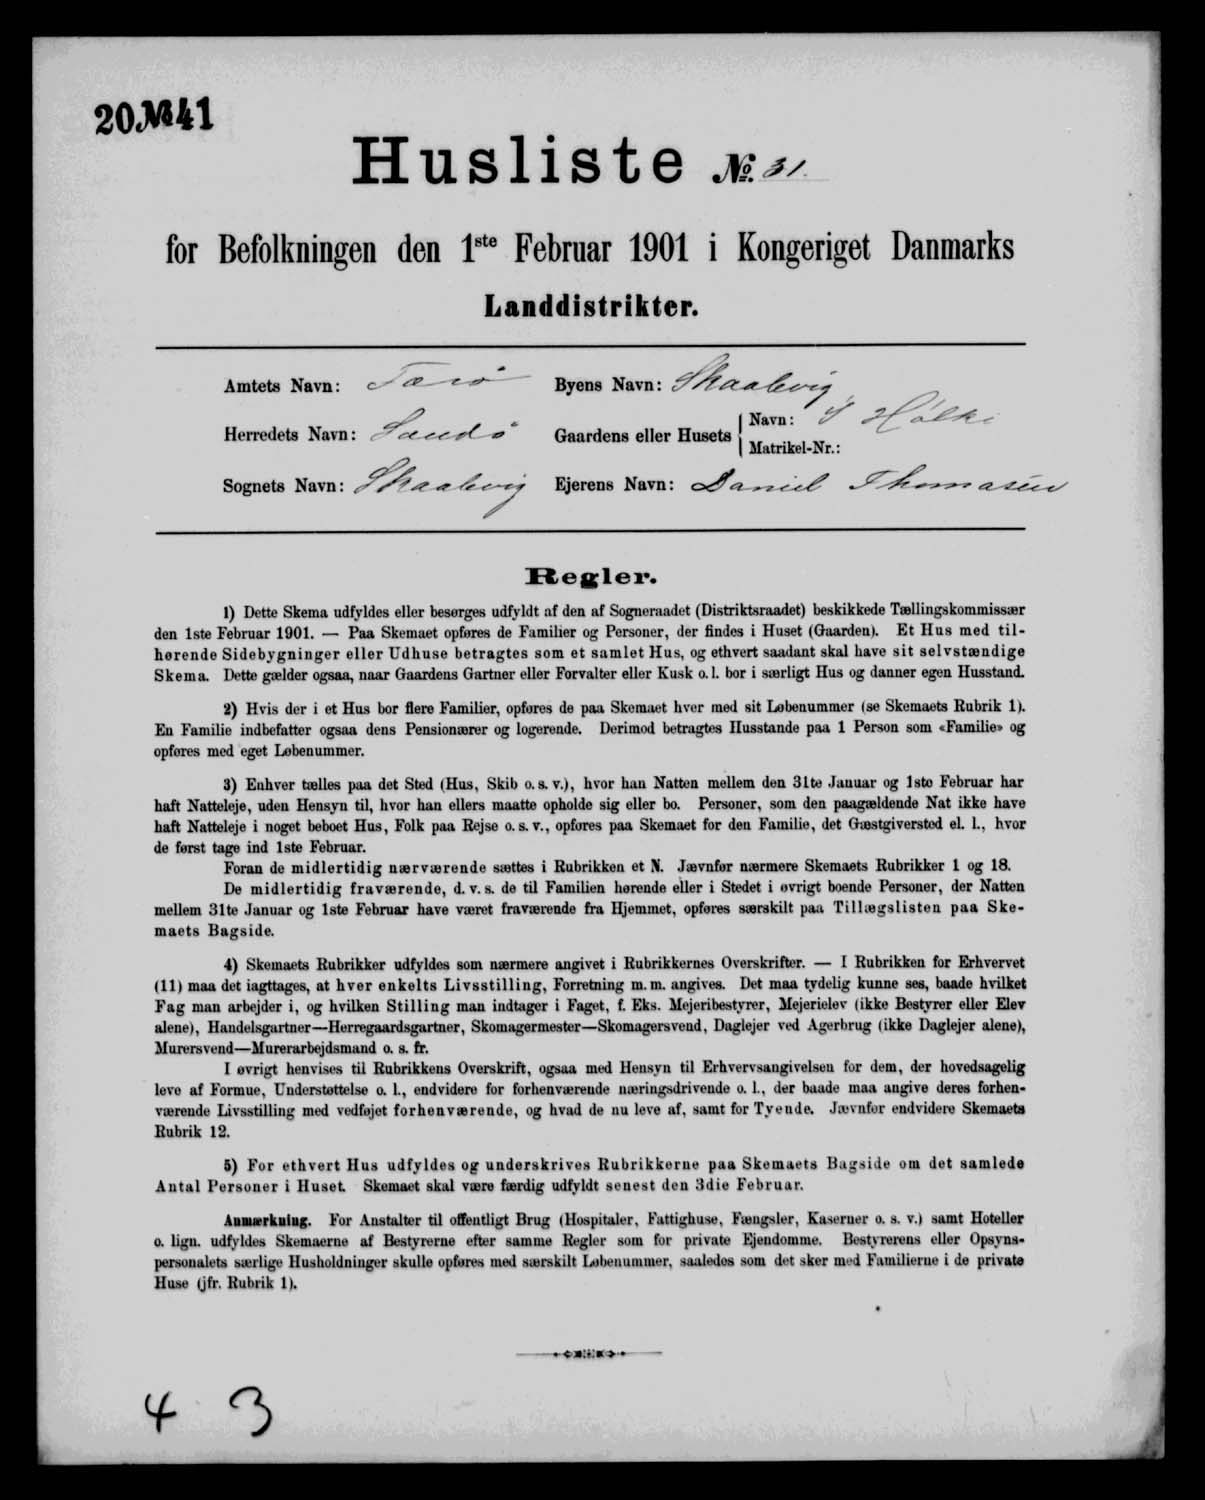 20 № 41
Husliste №. 31.
for Befolkningen den 1ste Februar 1901 i Kongeriget Danmarks
Landdistrikter.
Amtets Navn: Færø
Byens Navn: Skaalevig
Herredets Navn: Sandø
Gaardens eller Husets Navn: I Hólki
Matrikel-Nr.:
Sognets Navn: Skaalevig
Ejerens Navn: Daniel Thomasen
Regler.
1) Dette Skema udfyldes eller besørges udfyldt af den af Sogneraadet (Distriktsraadet) beskikkede Tællingskommissær
den 1ste Februar 1901. — Paa Skemaet opføres de Familier og Personer, der findes i Huset (Gaarden). Et Hus med til-
hørende Sidebygninger eller Udhuse betragtes som et samlet Hus, og ethvert saadant skal have sit selvstændige
Skema. Dette gælder ogsaa, naar Gaardens Gartner eller Forvalter eller Kusk o. l. bor i særligt Hus og danner egen Husstand.
2) Hvis der i et Hus bor flere Familier, opføres de paa Skemaet hver med sit Løbenummer (se Skemaets Rubrik 1).
En Familie indbefatter ogsaa dens Pensionærer og logerende. Derimod betragtes Husstande paa 1 Person som «Familie» og
opføres med eget Løbenummer.
3) Enhver tælles paa det Sted (Hus, Skib o. s. v.), hvor han Natten mellem den 31te Januar og 1ste Februar har
haft Natteleje, uden Hensyn til, hvor han ellers maatte opholde sig eller bo. Personer, som den paagældende Nat ikke have
haft Natteleje i noget beboet Hus, Folk paa Rejse o. s. v., opføres paa Skemaet for den Familie, det Gæstgiversted el. l., hvor
de først tage ind 1ste Februar.
Foran de midlertidig nærværende sættes i Rubrikken et N. Jævnfør nærmere Skemaets Rubrikker 1 og 18.
De midlertidig fraværende, d. v. s. de til Familien hørende eller i Stedet i øvrigt boende Personer, der Natten
mellem 31te Januar og 1ste Februar have været fraværende fra Hjemmet, opføres særskilt paa Tillægslisten paa Ske-
maets Bagside.
4) Skemaets Rubrikker udfyldes som nærmere angivet i Rubrikkernes Overskrifter. — I Rubrikken for Erhvervet
(11) maa det iagttages, at hver enkelts Livsstilling, Forretning m. m. angives. Det maa tydelig kunne ses, baade hvilket
Fag man arbejder i, og hvilken Stilling man indtager i Faget, f. Eks. Mejeribestyrer, Mejerielev (ikke Bestyrer eller Elev
alene), Handelsgartner—Herregaardsgartner, Skomagermester—Skomagersvend, Daglejer ved Agerbrug (ikke Daglejer alene),
Murersvend—Murerarbejdsmand o. s. fr.
I øvrigt henvises til Rubrikkens Overskrift, ogsaa med Hensyn til Erhvervsangivelsen for dem, der hovedsagelig
leve af Formue, Understøttelse o. l., endvidere for forhenværende næringsdrivende o. l., der baade maa angive deres forhen-
værende Livsstilling med vedføjet forhenværende, og hvad de nu leve af, samt for Tyende. Jævnfør endvidere Skemaets
Rubrik 12.
5) For ethvert Hus udfyldes og underskrives Rubrikkerne paa Skemaets Bagside om det samlede
Antal Personer i Huset. Skemaet skal være færdig udfyldt senest den 3die Februar.
Anmærkning. For Anstalter til offentligt Brug (Hospitaler, Fattighuse, Fængsler, Kaserner o. s. v.) samt Hoteller
o. lign. udfyldes Skemaerne af Bestyrerne efter samme Regler som for private Ejendomme. Bestyrerens eller Opsyns-
personalets særlige Husholdninger skulle opføres med særskilt Løbenummer, saaledes som det sker med Familierne i de private
Huse (jfr. Rubrik 1).
4 3